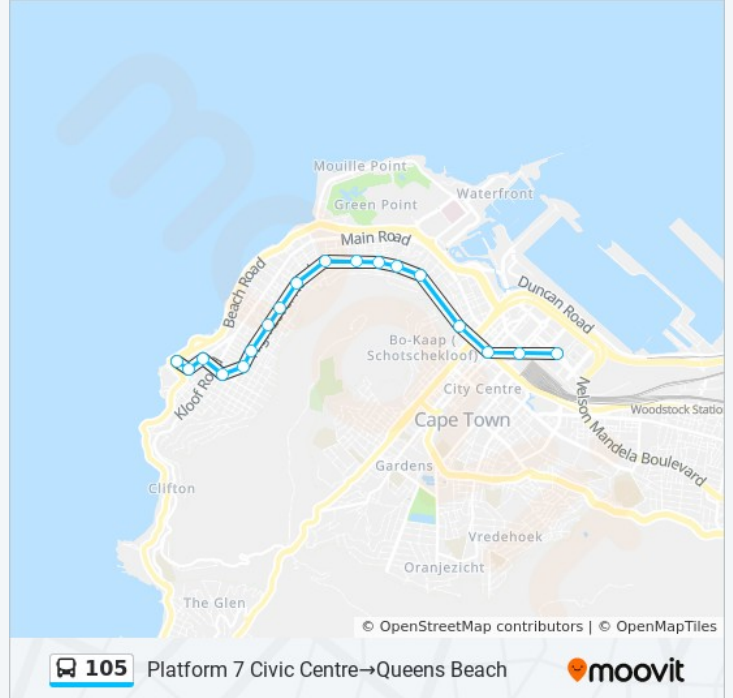 Mouille Point
Waterfront
Green Point
Main Road
Beach Road
Duncan Road
Bo-Kaap (
Schotschekloof)
Kloof Ro
City Centre
Woodstock Statio
Cape Town
Nelson Mandela Boulevard
Gardens
Clifton
Vredehoek
Oranjezicht
The Glen
© OpenStreetMap contributors | © OpenMapTiles
105 Platform 7 Civic Centre→Queens Beach
moovit